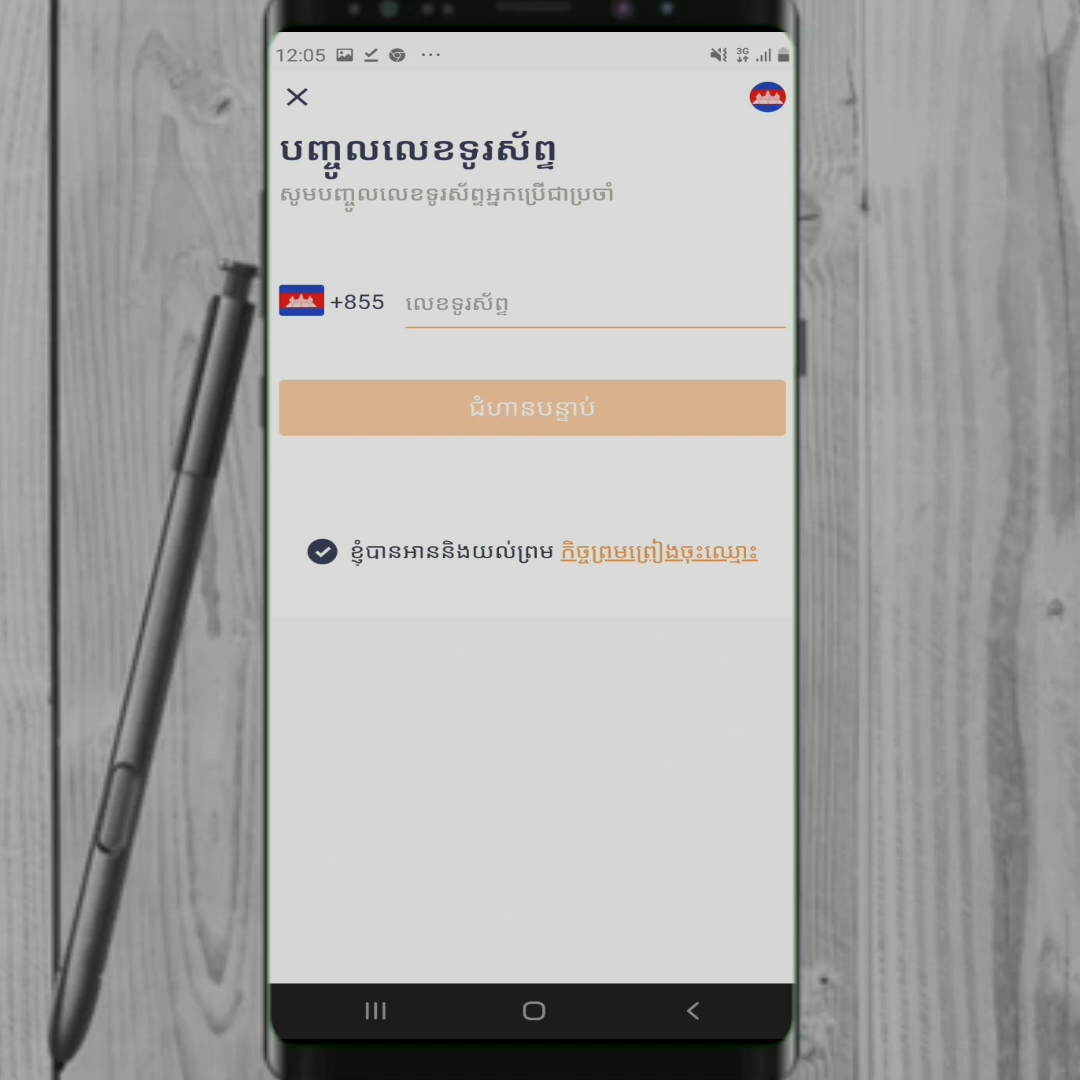 12:05
3G
បញ្ចូលលេខទូរស័ព្ទ
សូមបញ្ចូលលេខទូរស័ព្ទអ្នកប្រើជាប្រចាំ
+855 លេខទូរស័ព្ទ
ជំហានបន្ទាប់
ខ្ញុំបានអាននិងយល់ព្រម កិច្ចព្រមព្រៀងចុះឈ្មោះ